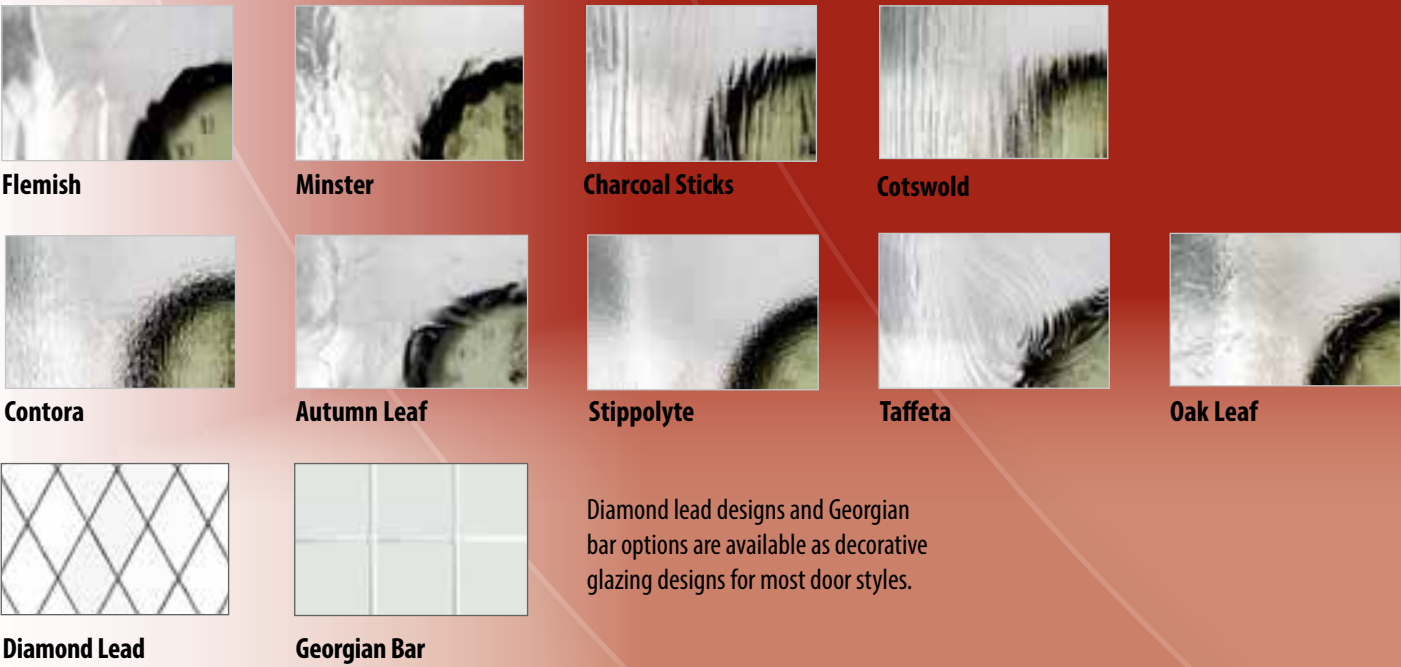 Flemish
Minster
Charcoal Sticks
Cotswold
Contora
Autumn Leaf
Stippolyte
Taffeta
Oak Leaf
Diamond lead designs and Georgian
bar options are available as decorative
glazing designs for most door styles.
Diamond Lead
Georgian Bar